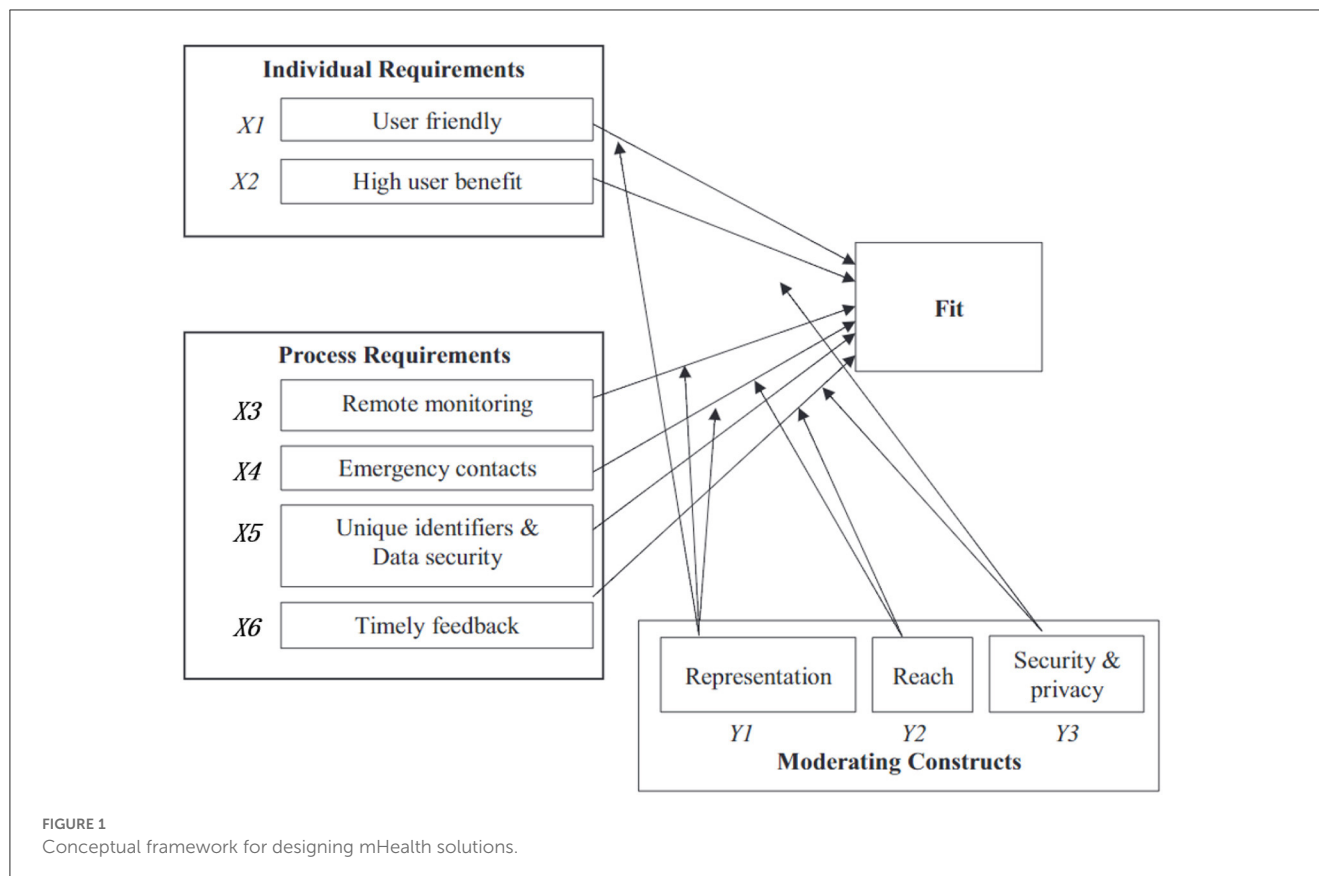 Individual Requirements
X1 User friendly
X2 High user benefit
Fit
Process Requirements
X3 Remote monitoring
X4 Emergency contacts
X5 Unique identifiers &
Data security
X6 Timely feedback
Representation
Reach
Security &
privacy
Y1 Y2 Y3
Moderating Constructs
FIGURE 1
Conceptual framework for designing mHealth solutions.